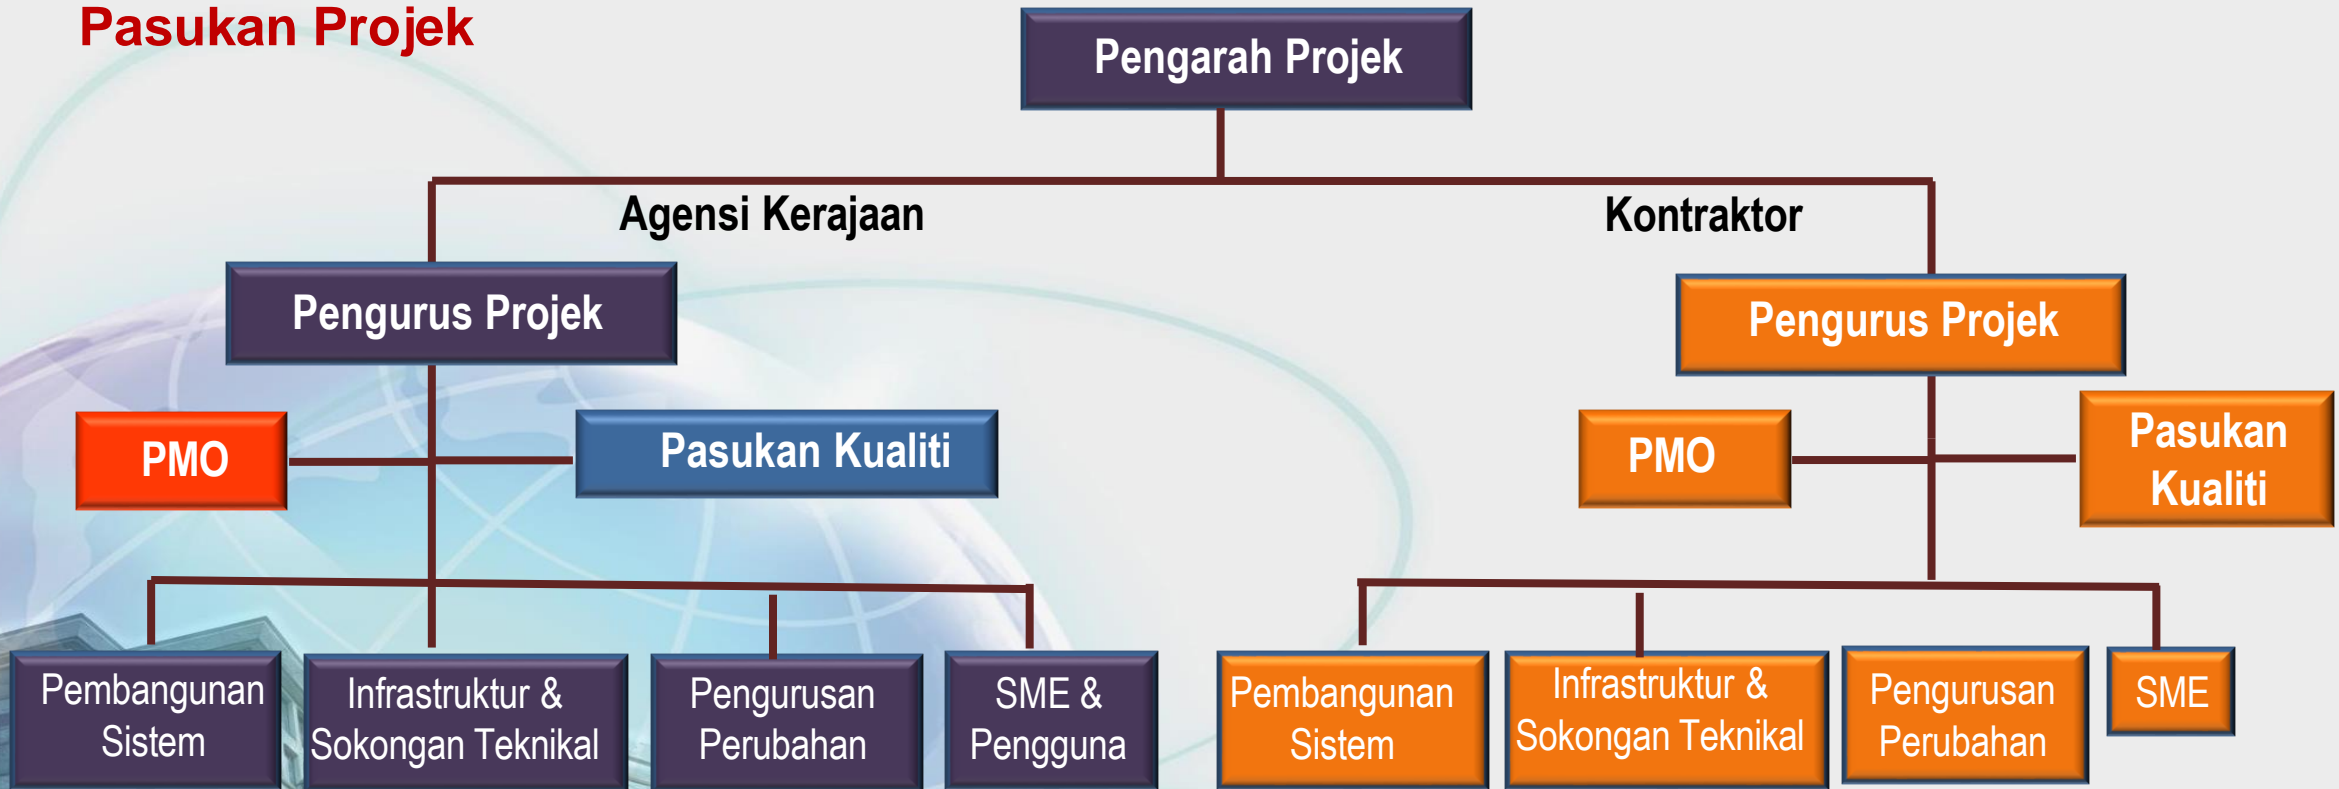 Pasukan Projek
Pengarah Projek
Agensi Kerajaan
Kontraktor
Pengurus Projek
Pengurus Projek
PMO
Pasukan Kualiti
PMO
Pasukan
Kualiti
Pembangunan
Sistem
Infrastruktur &
Sokongan Teknikal
Pengurusan
Perubahan
SME &
Pengguna
Pembangunan
Sistem
Infrastruktur &
Sokongan Teknikal
Pengurusan
Perubahan
SME